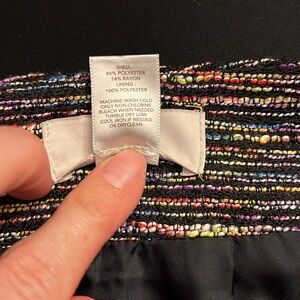 SHELL:
86% POLYESTER
14% RAYON
LINING:
100% POLYESTER
MACHINE WASH COLD
ONLY NON-CHLORINE
BLEACH WHEN NEEDED
TUMBLE DRY LOW
COOL IRON IF NEEDED
OR DRYCLEAN